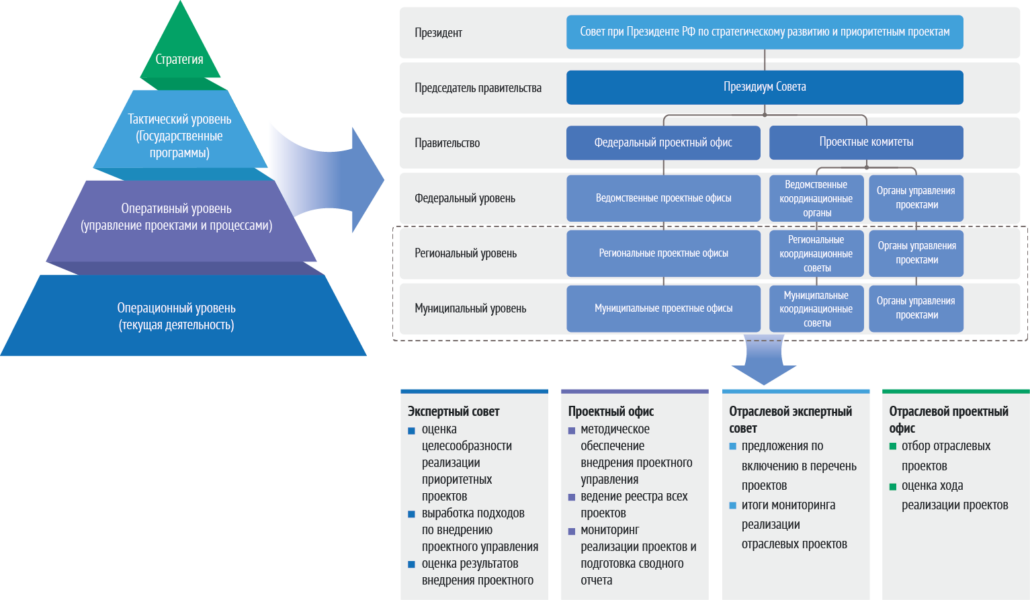 Стратегия
Тактический уровень
(Государственные
программы)
Оперативный уровень
(управление проектами и процессами)
Операционный уровень
(текущая деятельность)
Президент
Совет при Президенте РФ по стратегическому развитию и приоритетным проектам
Председатель правительства
Президиум Совета
Правительство
Федеральный проектный офис
Проектные комитеты
Федеральный уровень
Ведомственные проектные офисы
Ведомственные
координационные
органы
Органы управления
проектами
Региональный уровень
Региональные проектные офисы
Региональные
координационные
советы
Органы управления
проектами
Муниципальный уровень
Муниципальные проектные офисы
Муниципальные
координационные
советы
Органы управления
проектами
Экспертный совет
оценка
целесообразности
реализации
приоритетных
проектов
выработка подходов
по внедрению
проектного управления
оценка результатов
внедрения проектного
Проектный офис
методическое
обеспечение
внедрения проектного
управления
ведение реестра всех
проектов
мониторинг
реализации проектов и
подготовка сводного
отчета
Отраслевой экспертный
совет
предложения по
включению в перечень
проектов
итоги мониторинга
реализации
отраслевых проектов
Отраслевой проектный
офис
отбор отраслевых
проектов
оценка хода
реализации проектов